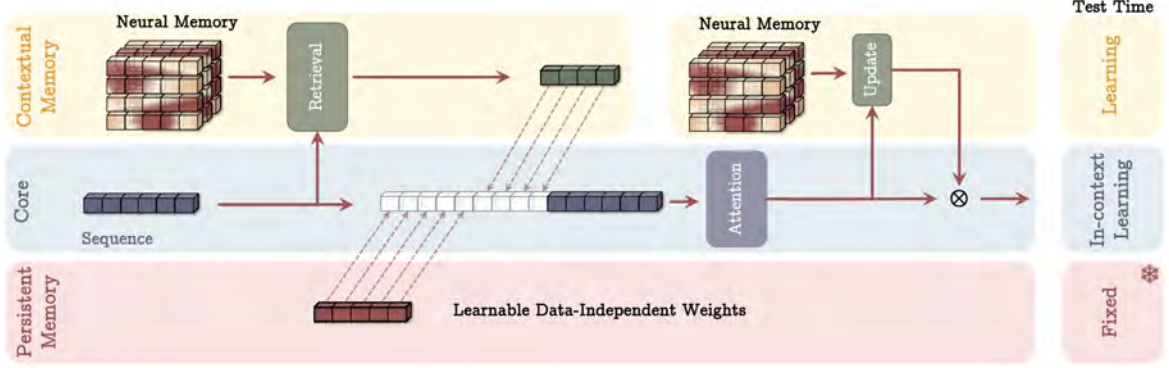 Test Time
Neural Memory
Neural Memory
Contextual
Memory
Retrieval
Update
Learning
Core
Sequence
Attention
In-context
Learning
Persistent
Memory
Learnable Data-Independent Weights
Fixed